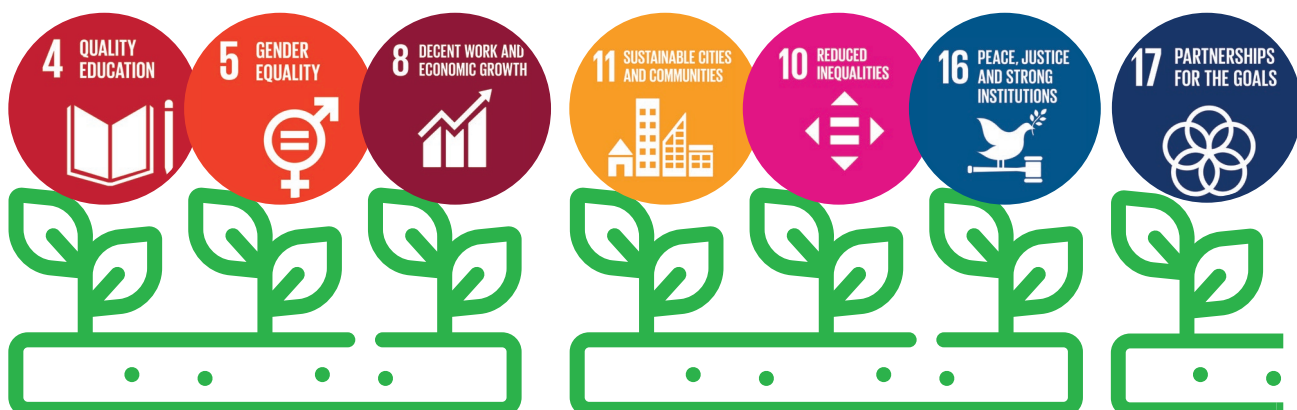 4 QUALITY
EDUCATION
5 GENDER
EQUALITY
8 DECENT WORK AND
ECONOMIC GROWTH
11 SUSTAINABLE CITIES
AND COMMUNITIES
10 REDUCED
INEQUALITIES
16 PEACE, JUSTICE
AND STRONG
INSTITUTIONS
17 PARTNERSHIPS
FOR THE GOALS